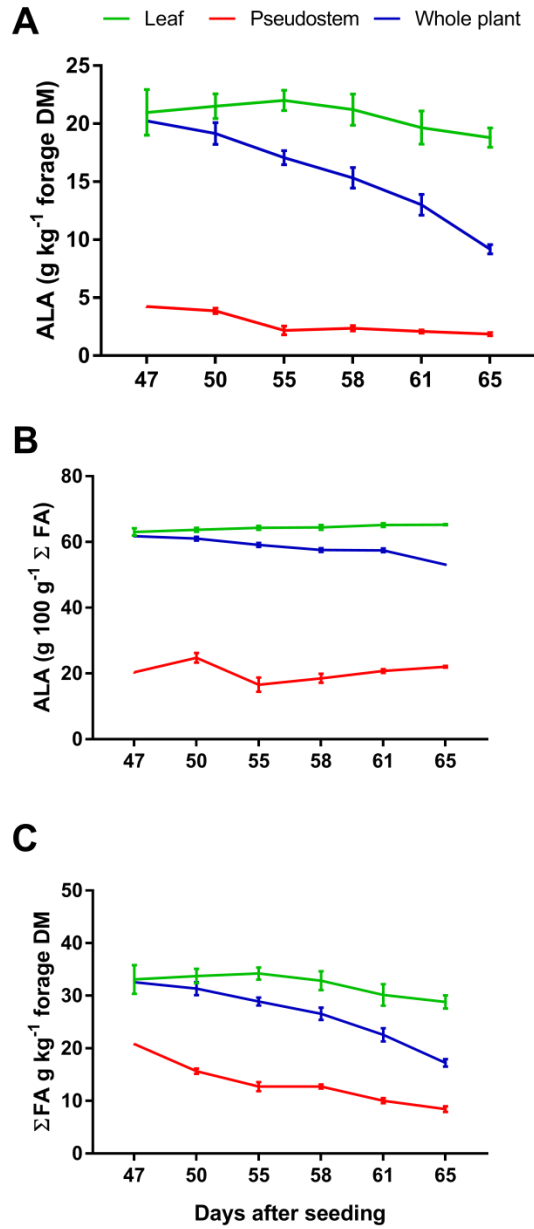 A
Leaf Pseudostem Whole plant
ALA (g kg⁻¹ forage DM)
25
20
15
10
5
0
47 50 55 58 61 65
B
ALA (g 100 g⁻¹ Σ FA)
80
60
40
20
0
47 50 55 58 61 65
C
ΣFA g kg⁻¹ forage DM
50
40
30
20
10
0
47 50 55 58 61 65
Days after seeding